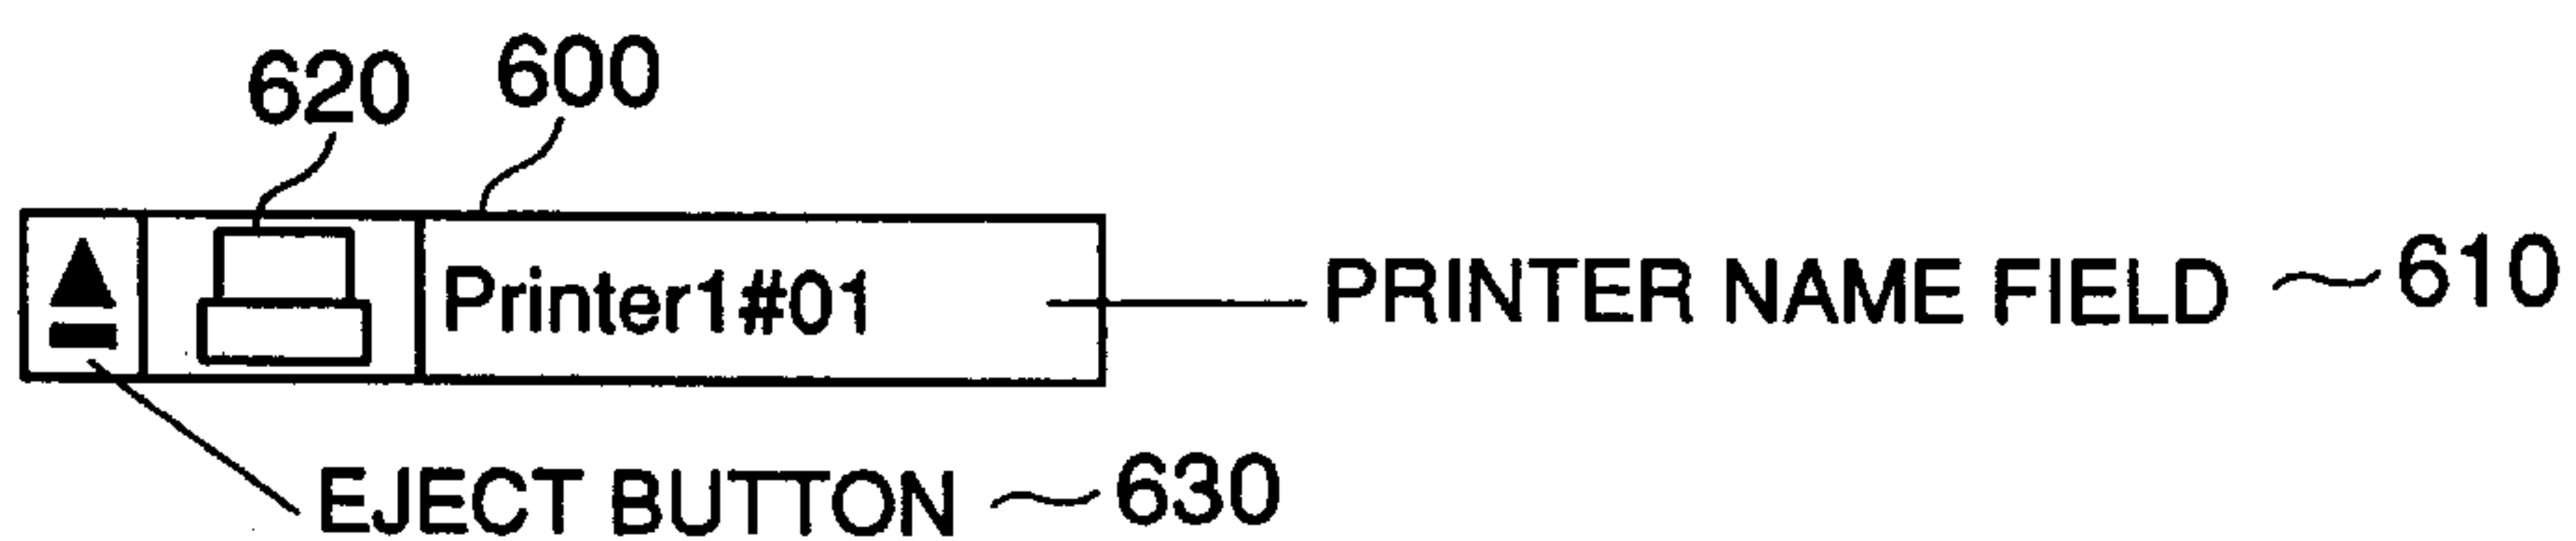 620 600
Printer1#01 PRINTER NAME FIELD 610
EJECT BUTTON 630